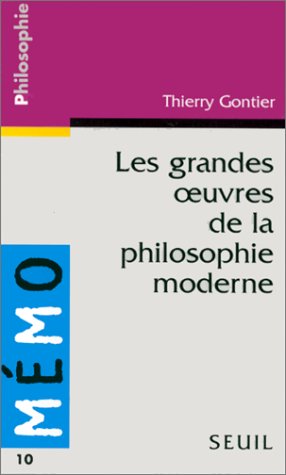 Philosophie
Thierry Gontier
Les grandes
œuvres
de la
philosophie
moderne
MÉMO
10
SEUIL